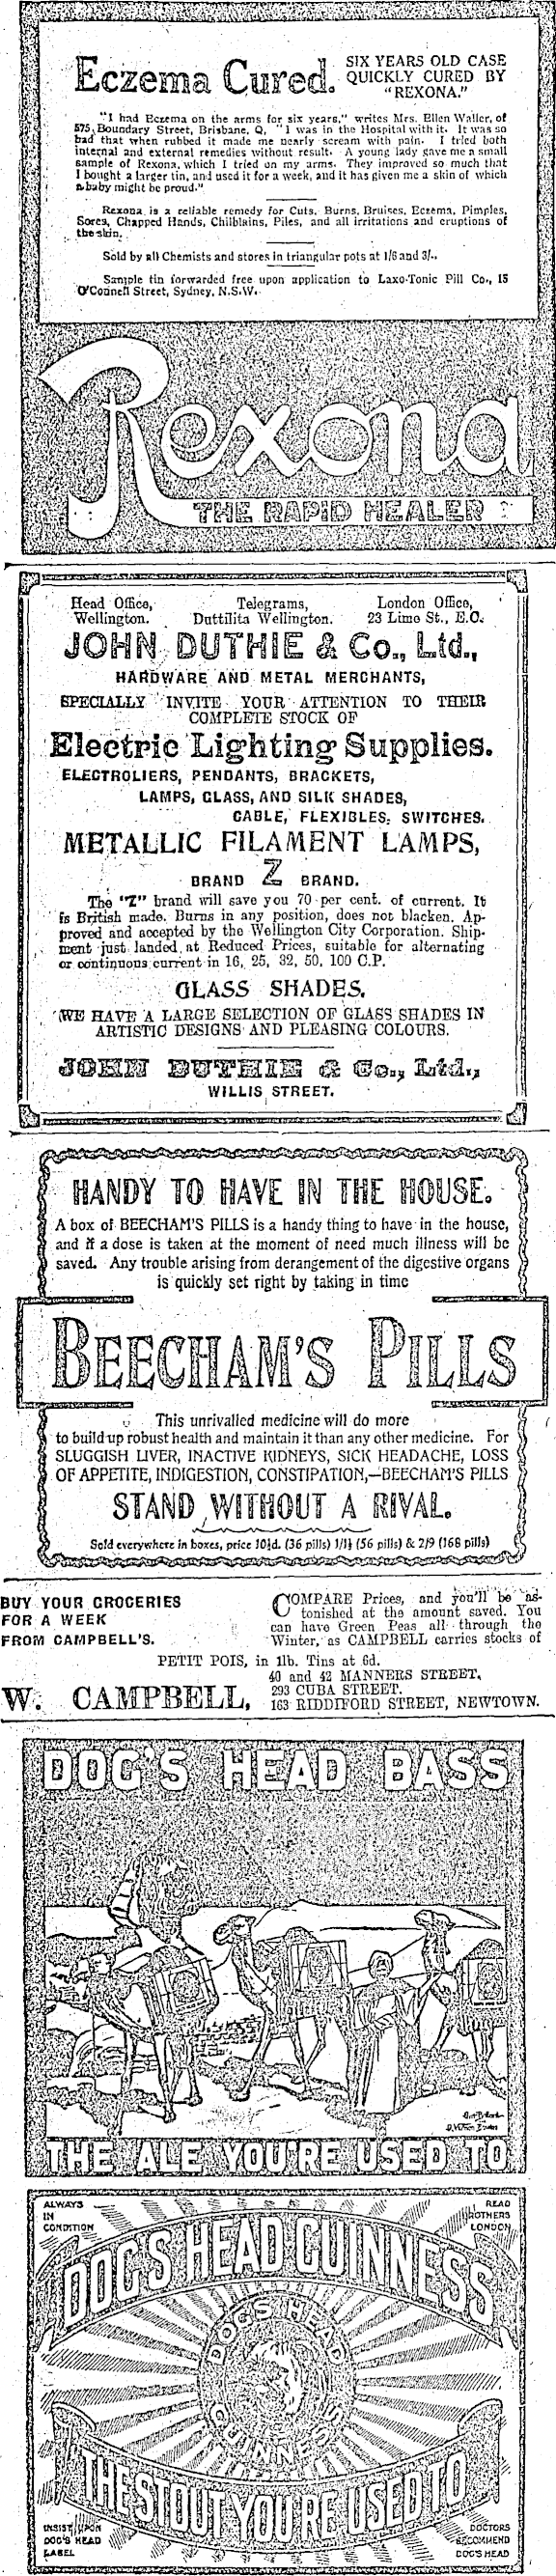 Eczema Cured.
SIX YEARS OLD CASE
QUICKLY CURED BY
"REXONA."
"I had Eczema on the arms for six years," writes Mrs. Ellen Waller, of
575, Boundary Street, Brisbane, Q, "I was in the Hospital with it. It was so
bad that when rubbed it made me nearly scream with pain. I tried both
internal and external remedies without result. A young lady gave me a small
sample of Rexona, which I tried on my arms. They improved so much that
I bought a larger tin, and used it for a week, and it has given me a skin of which
a baby might be proud."
Rexona is a reliable remedy for Cuts, Burns, Bruises, Eczema, Pimples,
Sores, Chapped Hands, Chilblains, Piles, and all irritations and eruptions of
the skin.
Sold by all Chemists and stores in triangular pots at 1/6 and 3/-.
Sample tin forwarded free upon application to Laxo-Tonic Pill Co., 15
O'Connell Street, Sydney, N.S.W.
Rexona
THE RAPID HEALER
Head Office, Telegrams, London Office,
Wellington. Duttilita Wellington. 23 Lime St., E.C.
JOHN DUTHIE & Co., Ltd.,
HARDWARE AND METAL MERCHANTS,
SPECIALLY INVITE YOUR ATTENTION TO THEIR
COMPLETE STOCK OF
Electric Lighting Supplies.
ELECTROLIERS, PENDANTS, BRACKETS,
LAMPS, GLASS, AND SILK SHADES,
CABLE, FLEXIBLES, SWITCHES.
METALLIC FILAMENT LAMPS,
BRAND Z BRAND.
The "Z" brand will save you 70 per cent. of current. It
is British made. Burns in any position, does not blacken. Ap-
proved and accepted by the Wellington City Corporation. Ship-
ment just landed at Reduced Prices, suitable for alternating
or continuous current in 16, 25, 32, 50, 100 C.P.
GLASS SHADES.
WE HAVE A LARGE SELECTION OF GLASS SHADES IN
ARTISTIC DESIGNS AND PLEASING COLOURS.
JOHN DUTHIE & Co., Ltd.,
WILLIS STREET.
HANDY TO HAVE IN THE HOUSE.
A box of BEECHAM'S PILLS is a handy thing to have in the house,
and if a dose is taken at the moment of need much illness will be
saved. Any trouble arising from derangement of the digestive organs
is quickly set right by taking in time
BEECHAM'S PILLS
This unrivalled medicine will do more
to build up robust health and maintain it than any other medicine. For
SLUGGISH LIVER, INACTIVE KIDNEYS, SICK HEADACHE, LOSS
OF APPETITE, INDIGESTION, CONSTIPATION,—BEECHAM'S PILLS
STAND WITHOUT A RIVAL.
Sold everywhere in boxes, price 10½d. (36 pills) 1/1½ (56 pills) & 2/9 (168 pills)
BUY YOUR GROCERIES
FOR A WEEK
FROM CAMPBELL'S.
COMPARE Prices, and you'll be as-
tonished at the amount saved. You
can have Green Peas all through the
Winter, as CAMPBELL carries stocks of
PETIT POIS, in 1lb. Tins at 6d.
W. CAMPBELL,
40 and 42 MANNERS STREET,
293 CUBA STREET.
163 RIDDIFORD STREET, NEWTOWN.
DOG'S HEAD BASS
THE ALE YOU'RE USED TO
ALWAYS
IN
CONDITION
READ
BROTHERS
LONDON
DOG'S HEAD GUINNESS
DOG'S HEAD
GUINNESS
THE STOUT YOU'RE USED TO
INSIST UPON
DOG'S HEAD
LABEL
DOCTORS
RECOMMEND
DOG'S HEAD